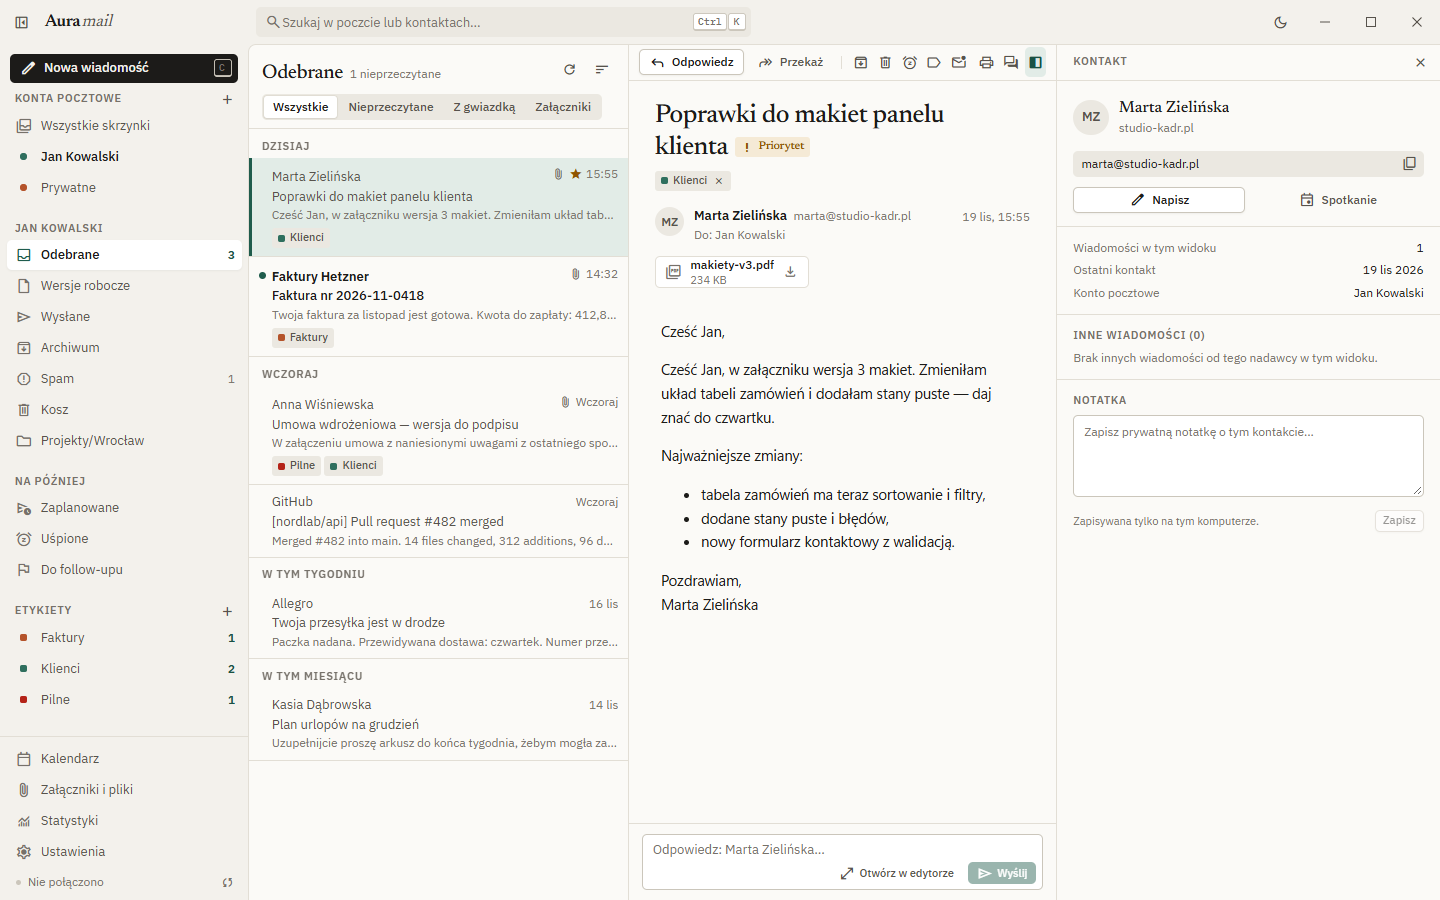 Aura mail
Szukaj w poczcie lub kontaktach...
Ctrl K
Nowa wiadomość
C
KONTA POCZTOWE
Wszystkie skrzynki
Jan Kowalski
Prywatne
JAN KOWALSKI
Odebrane 3
Wersje robocze
Wysłane
Archiwum
Spam 1
Kosz
Projekty/Wrocław
NA PÓŹNIEJ
Zaplanowane
Uśpione
Do follow-upu
ETYKIETY
Faktury 1
Klienci 2
Pilne 1
Kalendarz
Załączniki i pliki
Statystyki
Ustawienia
Nie połączono
Odebrane 1 nieprzeczytane
Wszystkie Nieprzeczytane Z gwiazdką Załączniki
DZISIAJ
Marta Zielińska 15:55
Poprawki do makiet panelu klienta
Cześć Jan, w załączniku wersja 3 makiet. Zmieniłam układ tab...
Klienci
Faktury Hetzner 14:32
Faktura nr 2026-11-0418
Twoja faktura za listopad jest gotowa. Kwota do zapłaty: 412,8...
Faktury
WCZORAJ
Anna Wiśniewska Wczoraj
Umowa wdrożeniowa — wersja do podpisu
W załączeniu umowa z naniesionymi uwagami z ostatniego spo...
Pilne Klienci
GitHub Wczoraj
[nordlab/api] Pull request #482 merged
Merged #482 into main. 14 files changed, 312 additions, 96 d...
W TYM TYGODNIU
Allegro 16 lis
Twoja przesyłka jest w drodze
Paczka nadana. Przewidywana dostawa: czwartek. Numer prze...
W TYM MIESIĄCU
Kasia Dąbrowska 14 lis
Plan urlopów na grudzień
Uzupełnijcie proszę arkusz do końca tygodnia, żebym mogła za...
Odpowiedz Przekaż
Poprawki do makiet panelu
klienta ! Priorytet
Klienci
MZ
Marta Zielińska marta@studio-kadr.pl 19 lis, 15:55
Do: Jan Kowalski
PDF
makiety-v3.pdf
234 KB
Cześć Jan,
Cześć Jan, w załączniku wersja 3 makiet. Zmieniłam
układ tabeli zamówień i dodałam stany puste — daj
znać do czwartku.
Najważniejsze zmiany:
• tabela zamówień ma teraz sortowanie i filtry,
• dodane stany puste i błędów,
• nowy formularz kontaktowy z walidacją.
Pozdrawiam,
Marta Zielińska
Odpowiedz: Marta Zielińska...
Otwórz w edytorze Wyślij
KONTAKT
MZ
Marta Zielińska
studio-kadr.pl
marta@studio-kadr.pl
Napisz Spotkanie
Wiadomości w tym widoku 1
Ostatni kontakt 19 lis 2026
Konto pocztowe Jan Kowalski
INNE WIADOMOŚCI (0)
Brak innych wiadomości od tego nadawcy w tym widoku.
NOTATKA
Zapisz prywatną notatkę o tym kontakcie...
Zapisywana tylko na tym komputerze. Zapisz